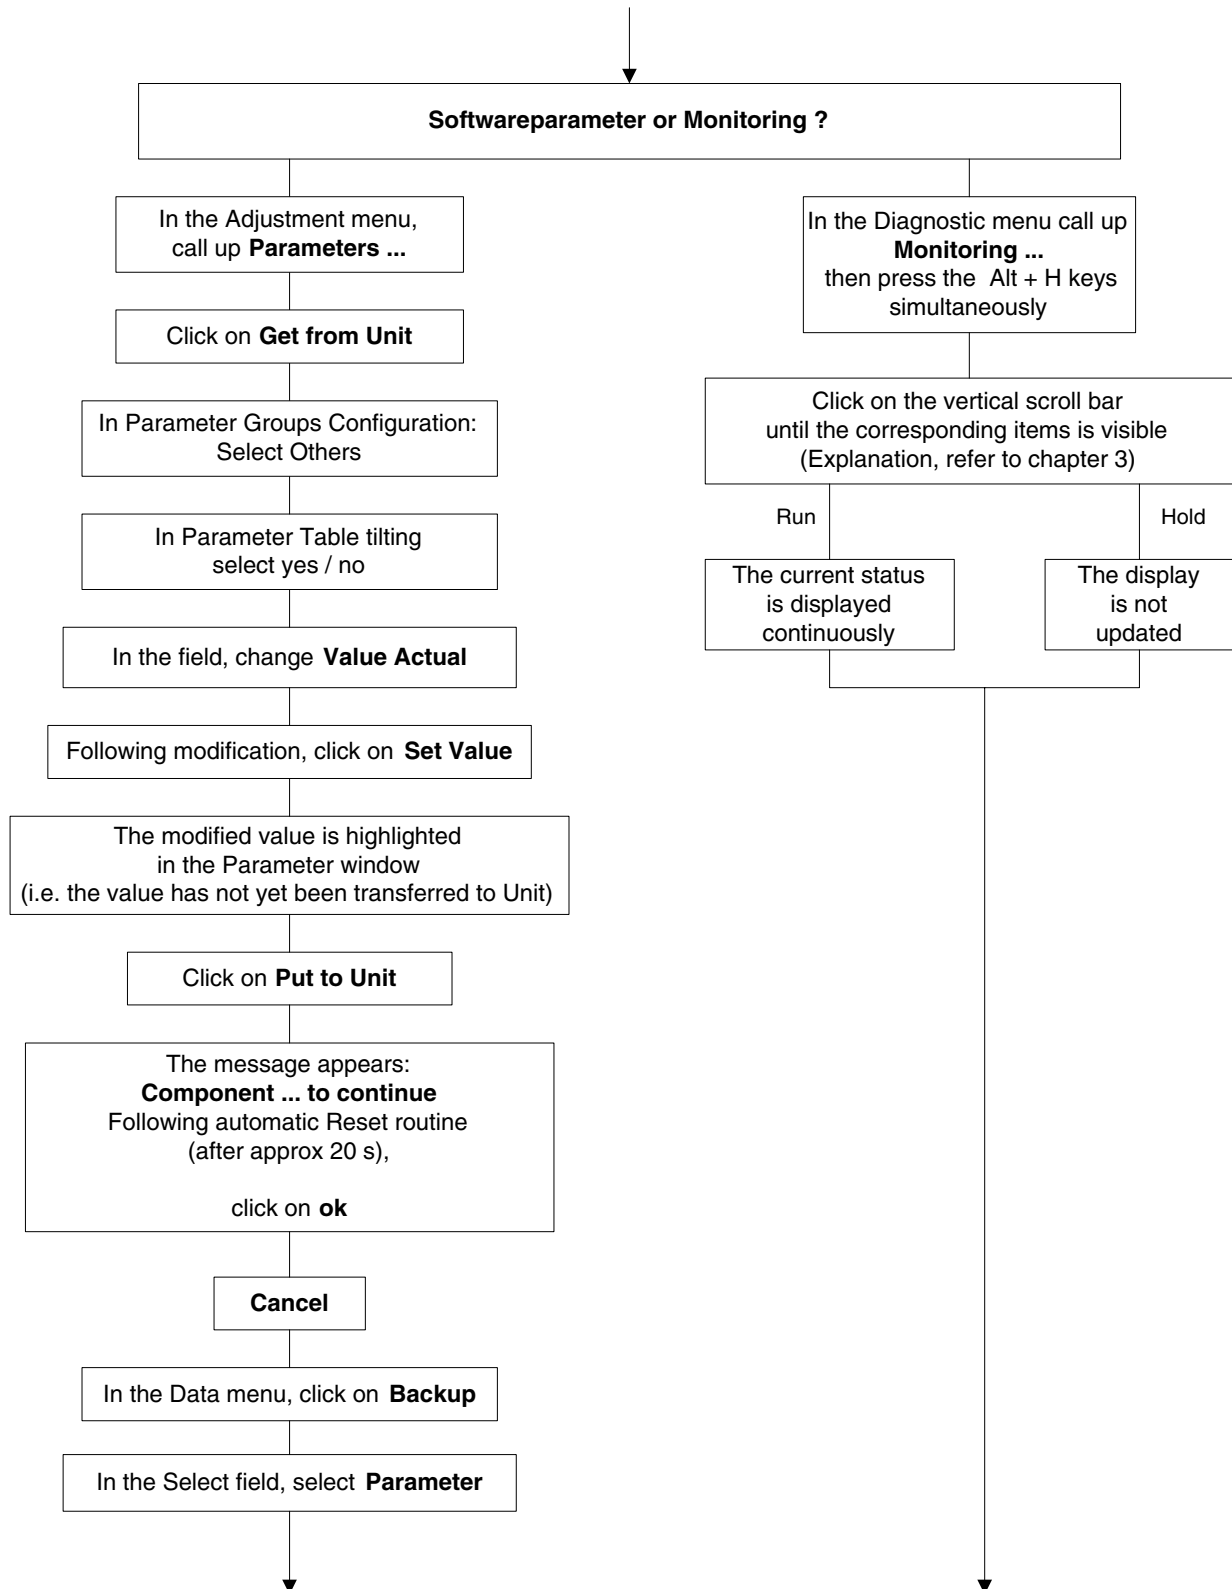 Softwareparameter or Monitoring ?
In the Adjustment menu,
call up Parameters ...
Click on Get from Unit
In Parameter Groups Configuration:
Select Others
In Parameter Table tilting
select yes / no
In the field, change Value Actual
Following modification, click on Set Value
The modified value is highlighted
in the Parameter window
(i.e. the value has not yet been transferred to Unit)
Click on Put to Unit
The message appears:
Component ... to continue
Following automatic Reset routine
(after approx 20 s),
click on ok
Cancel
In the Data menu, click on Backup
In the Select field, select Parameter
In the Diagnostic menu call up
Monitoring ...
then press the Alt + H keys
simultaneously
Click on the vertical scroll bar
until the corresponding items is visible
(Explanation, refer to chapter 3)
Run
Hold
The current status
is displayed
continuously
The display
is not
updated